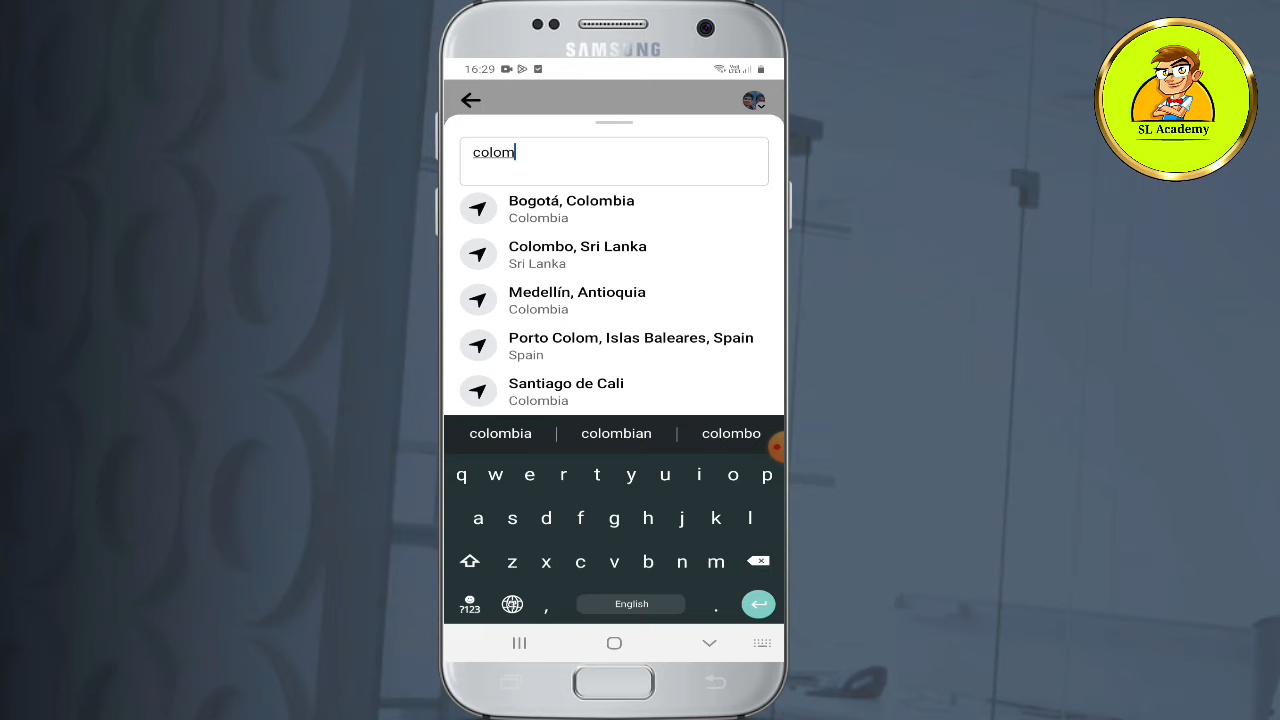 SAMSUNG
16:29
colom
Bogotá, Colombia
Colombia
Colombo, Sri Lanka
Sri Lanka
Medellín, Antioquia
Colombia
Porto Colom, Islas Baleares, Spain
Spain
Santiago de Cali
Colombia
colombia colombian colombo
q w e r t y u i o p
a s d f g h j k l
z x c v b n m
?123 , English .
SL Academy